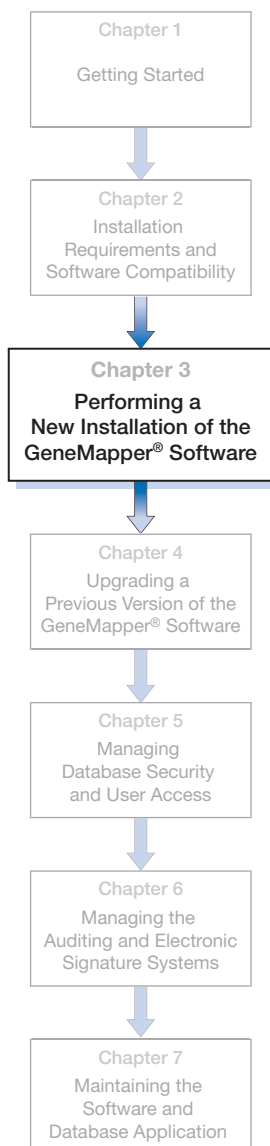 Chapter 1
Getting Started
Chapter 2
Installation
Requirements and
Software Compatibility
Chapter 3
Performing a
New Installation of the
GeneMapper® Software
Chapter 4
Upgrading a
Previous Version of the
GeneMapper® Software
Chapter 5
Managing
Database Security
and User Access
Chapter 6
Managing the
Auditing and Electronic
Signature Systems
Chapter 7
Maintaining the
Software and
Database Application